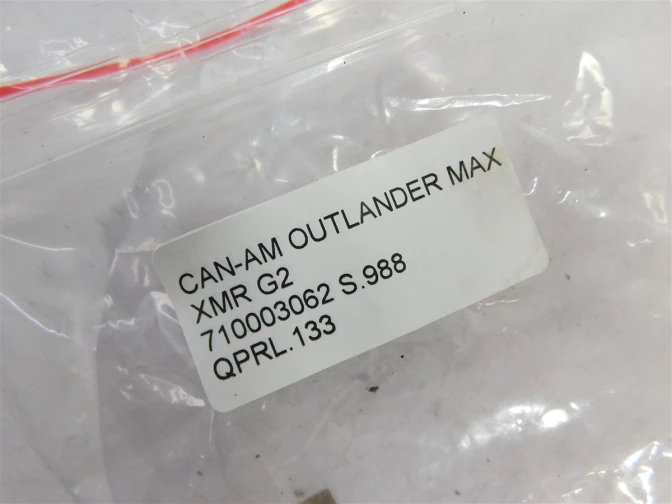 CAN-AM OUTLANDER MAX
XMR G2
710003062 S.988
QPRL.133